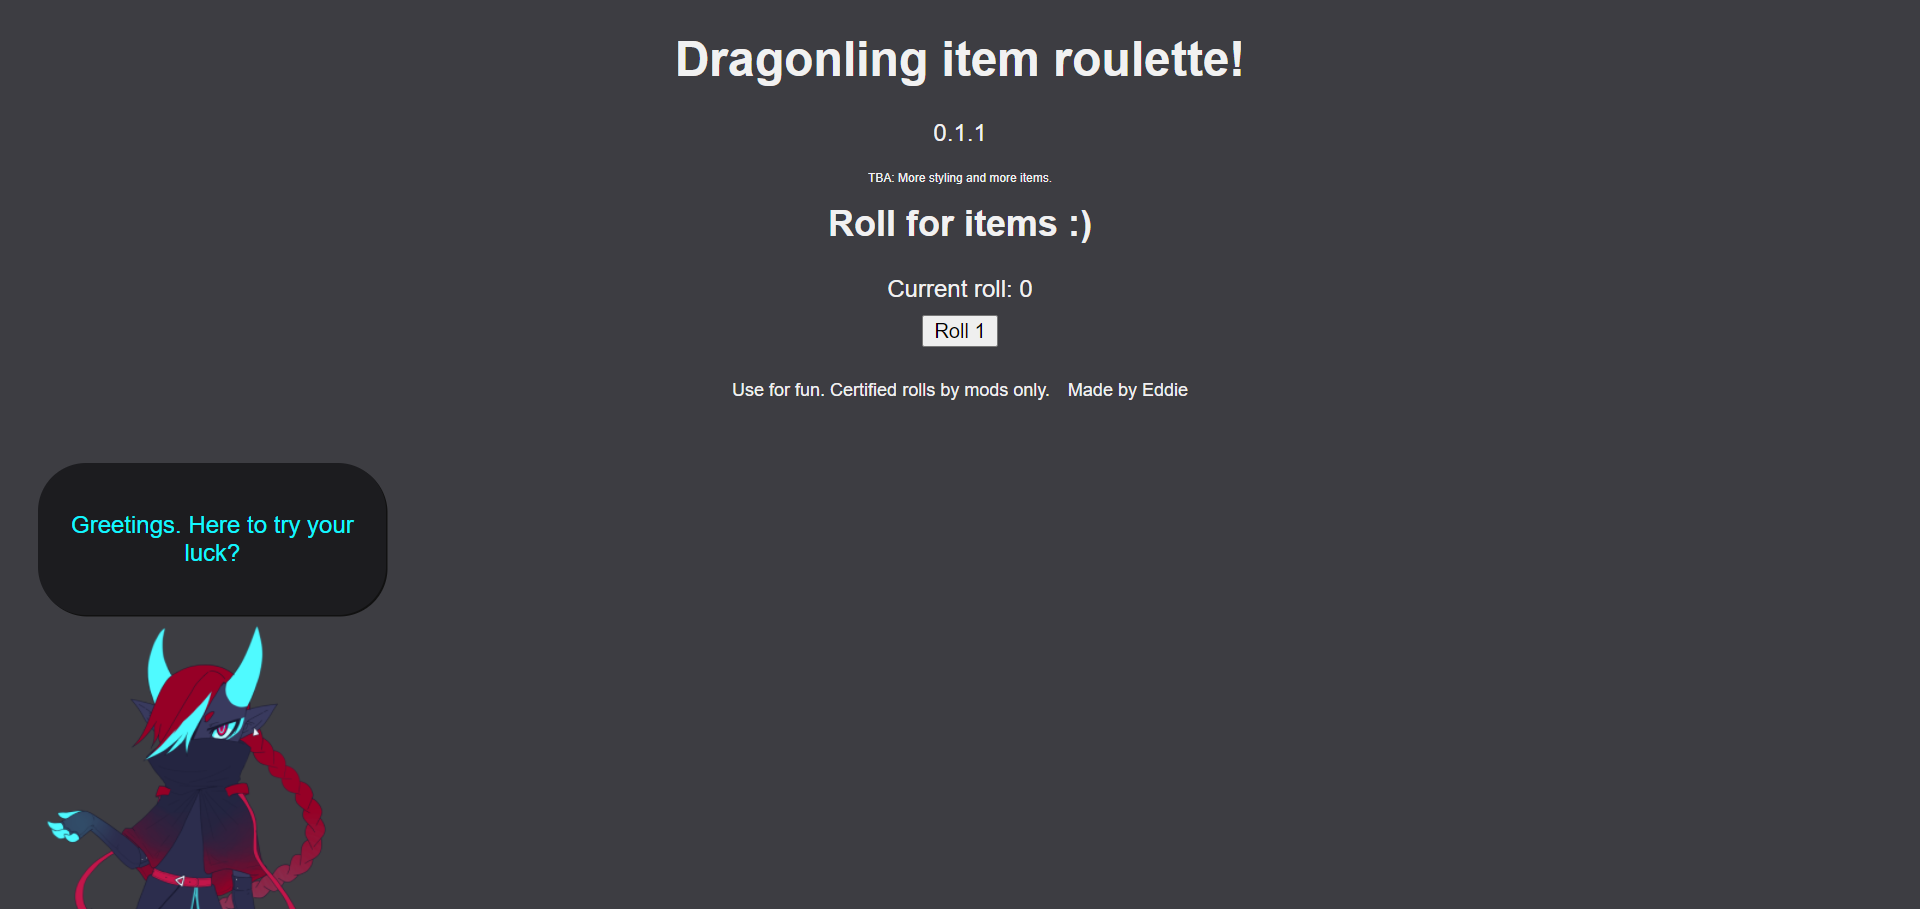 Dragonling item roulette!
0.1.1
TBA: More styling and more items.
Roll for items :)
Current roll: 0
Roll 1
Use for fun. Certified rolls by mods only. Made by Eddie
Greetings. Here to try your
luck?